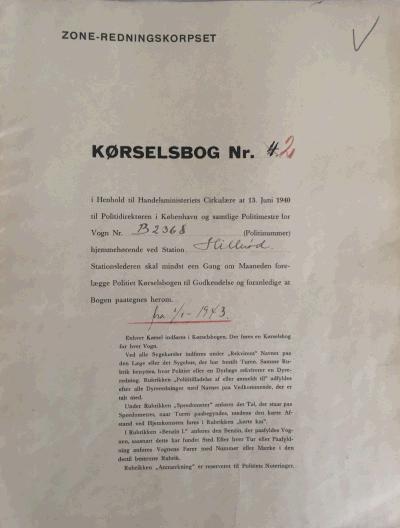 ZONE-REDNINGSKORPSET
KØRSELSBOG Nr. 42
i Henhold til Handelsministeriets Cirkulære at 13. Juni 1940
til Politidirektøren i København og samtlige Politimestre for
Vogn Nr. B 2368 (Politinummer)
hjemmehørende ved Station Hillerød.
Stationslederen skal mindst een Gang om Maaneden fore-
lægge Politiet Kørselsbogen til Godkendelse og foranledige at
Bogen paategnes herom.
fra 1/1-1943.
Enhver Kørsel indføres i Kørselsbogen. Der føres en Kørselsbog
for hver Vogn.
Ved alle Sygekørsler indføres under „Rekvirent" Navnet paa
den Læge eller det Sygehus, der har bestilt Turen. Samme Ru-
brik benyttes, hvor Politiet eller en Dyrlæge rekvirerer en Dyre-
redning. Rubrikken „Polititilladelse af eller anmeldt til" udfyldes
efter alle Dyreredninger med Navnet paa Vedkommende, der er
talt med.
Under Rubrikken „Speedometer" anføres det Tal, der staar paa
Speedometret, naar Turen paabegyndes, medens den kørte Af-
stand ved Hjemkomsten føres i Rubrikken „kørte km".
I Rubrikken „Benzin l." anføres den Benzin, der paafyldes Vog-
nen, saasnart dette har fundet Sted. Efter hver Tur eller Paafyld-
ning anføres Vognens Fører med Nummer eller Mærke i den
dertil bestemte Rubrik.
Rubrikken „Anmærkning" er reserveret til Politiets Noteringer.